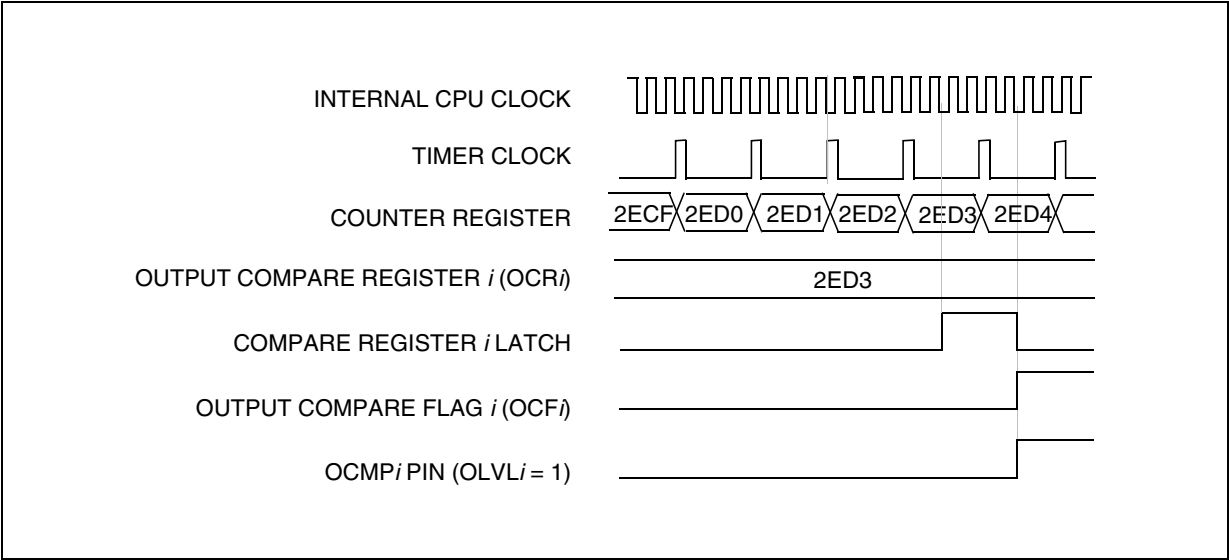 INTERNAL CPU CLOCK
TIMER CLOCK
COUNTER REGISTER 2ECF 2ED0 2ED1 2ED2 2ED3 2ED4
OUTPUT COMPARE REGISTER i (OCRi) 2ED3
COMPARE REGISTER i LATCH
OUTPUT COMPARE FLAG i (OCFi)
OCMPi PIN (OLVLi = 1)